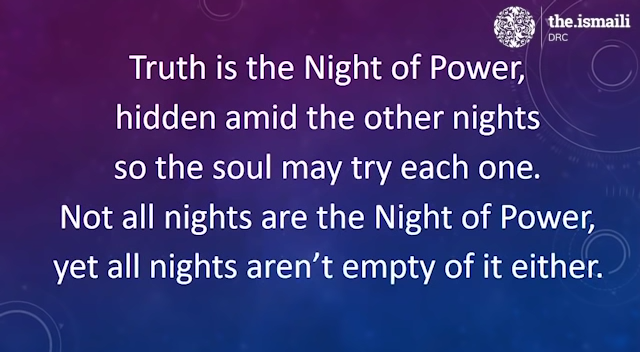 the.ismaili
DRC
Truth is the Night of Power,
hidden amid the other nights
so the soul may try each one.
Not all nights are the Night of Power,
yet all nights aren’t empty of it either.